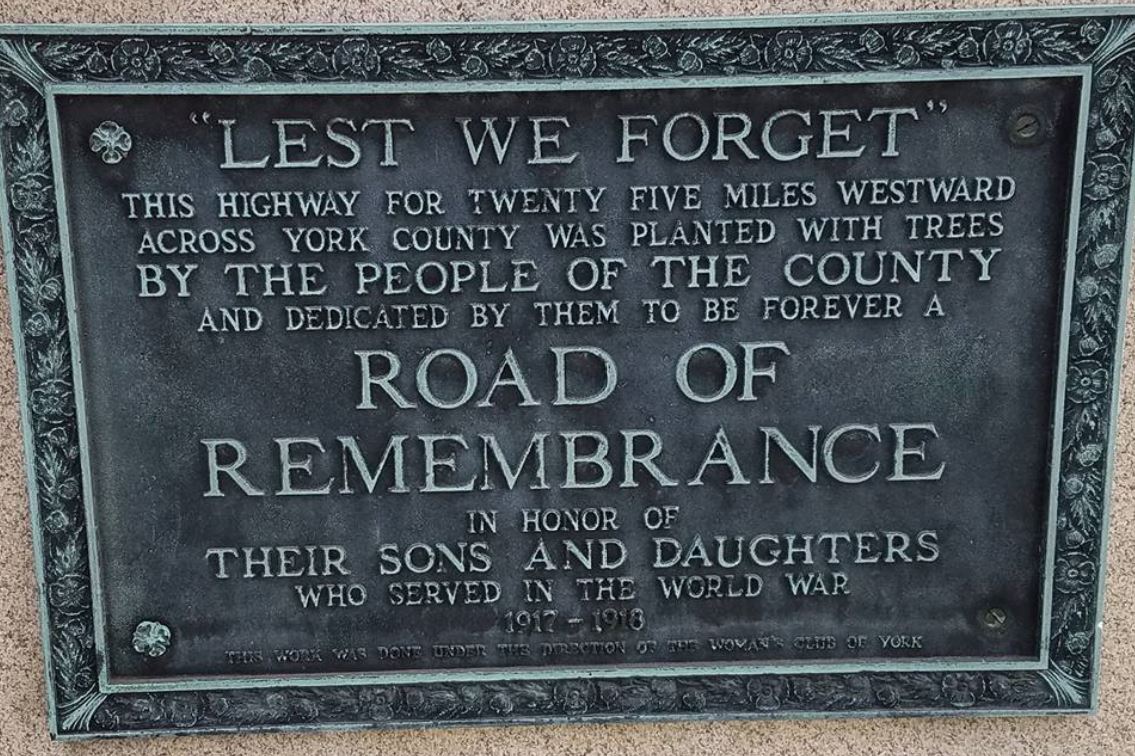 "LEST WE FORGET"
THIS HIGHWAY FOR TWENTY FIVE MILES WESTWARD
ACROSS YORK COUNTY WAS PLANTED WITH TREES
BY THE PEOPLE OF THE COUNTY
AND DEDICATED BY THEM TO BE FOREVER A
ROAD OF
REMEMBRANCE
IN HONOR OF
THEIR SONS AND DAUGHTERS
WHO SERVED IN THE WORLD WAR
1917 - 1918
THIS WORK WAS DONE UNDER THE DIRECTION OF THE WOMAN'S CLUB OF YORK